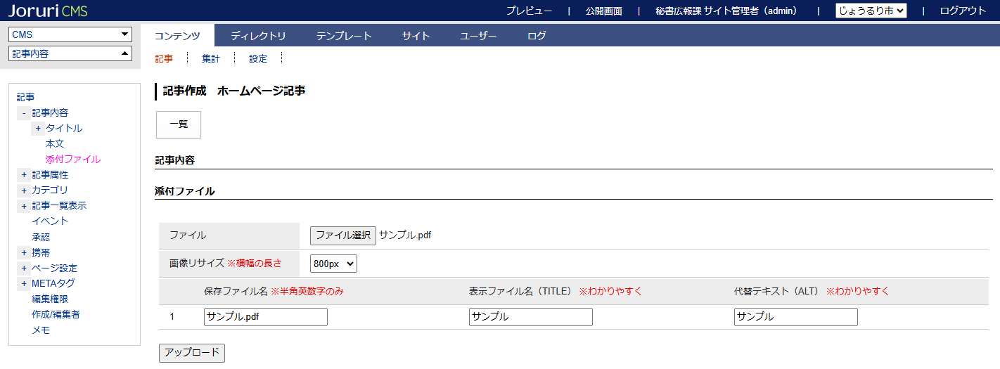 Joruri CMS
プレビュー | 公開画面 | 秘書広報課 サイト管理者（admin） | じょうるり市 | ログアウト
CMS
記事内容
コンテンツ ディレクトリ テンプレート サイト ユーザー ログ
記事 集計 設定
記事
- 記事内容
+ タイトル
本文
添付ファイル
+ 記事属性
+ カテゴリ
+ 記事一覧表示
イベント
承認
+ 携帯
+ ページ設定
+ METAタグ
編集権限
作成/編集者
メモ
記事作成　ホームページ記事
一覧
記事内容
添付ファイル
ファイル ファイル選択 サンプル.pdf
画像リサイズ ※横幅の長さ 800px
保存ファイル名 ※半角英数字のみ 表示ファイル名（TITLE） ※わかりやすく 代替テキスト（ALT） ※わかりやすく
1 サンプル.pdf サンプル サンプル
アップロード